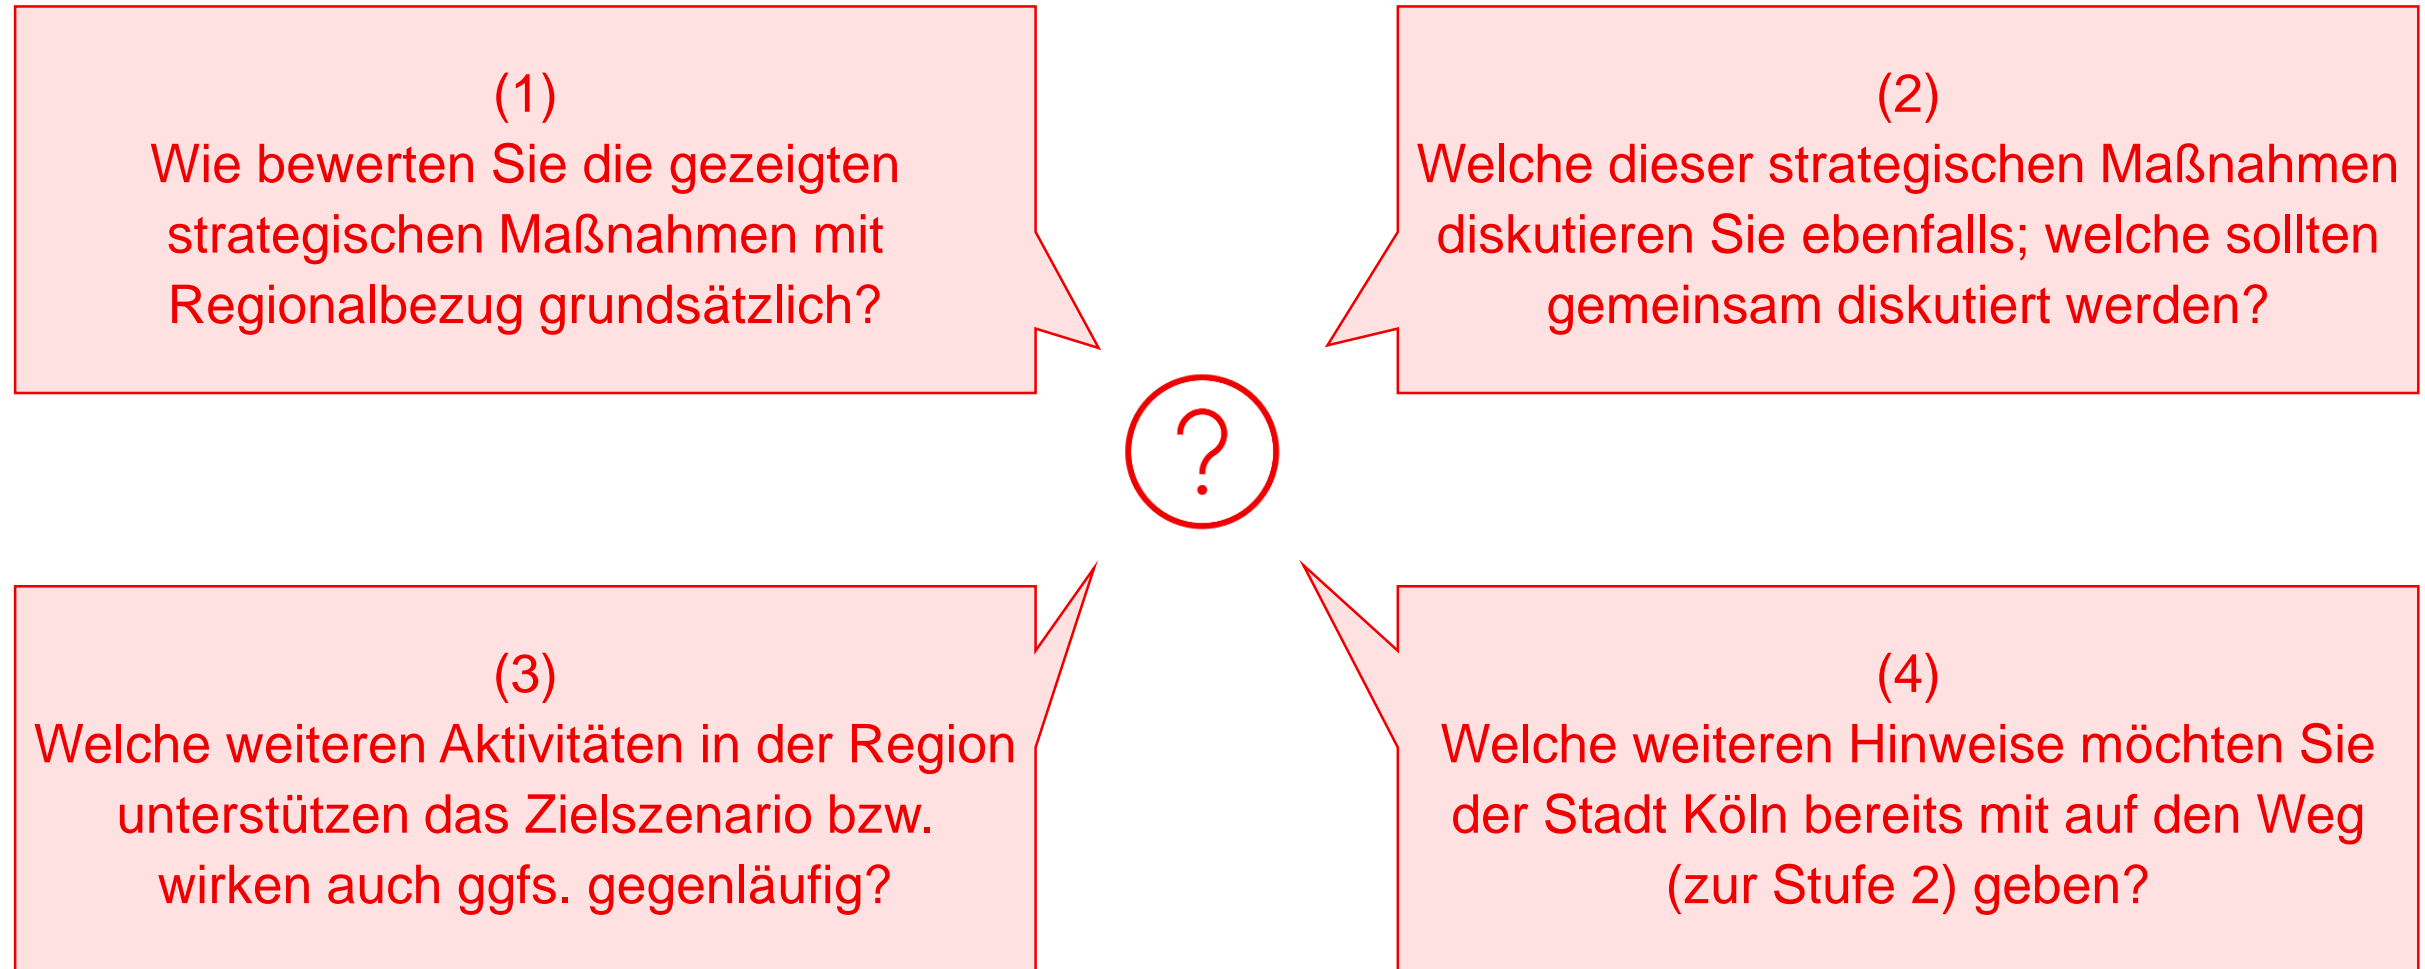 (1)
Wie bewerten Sie die gezeigten
strategischen Maßnahmen mit
Regionalbezug grundsätzlich?
(2)
Welche dieser strategischen Maßnahmen
diskutieren Sie ebenfalls; welche sollten
gemeinsam diskutiert werden?
?
(3)
Welche weiteren Aktivitäten in der Region
unterstützen das Zielszenario bzw.
wirken auch ggfs. gegenläufig?
(4)
Welche weiteren Hinweise möchten Sie
der Stadt Köln bereits mit auf den Weg
(zur Stufe 2) geben?